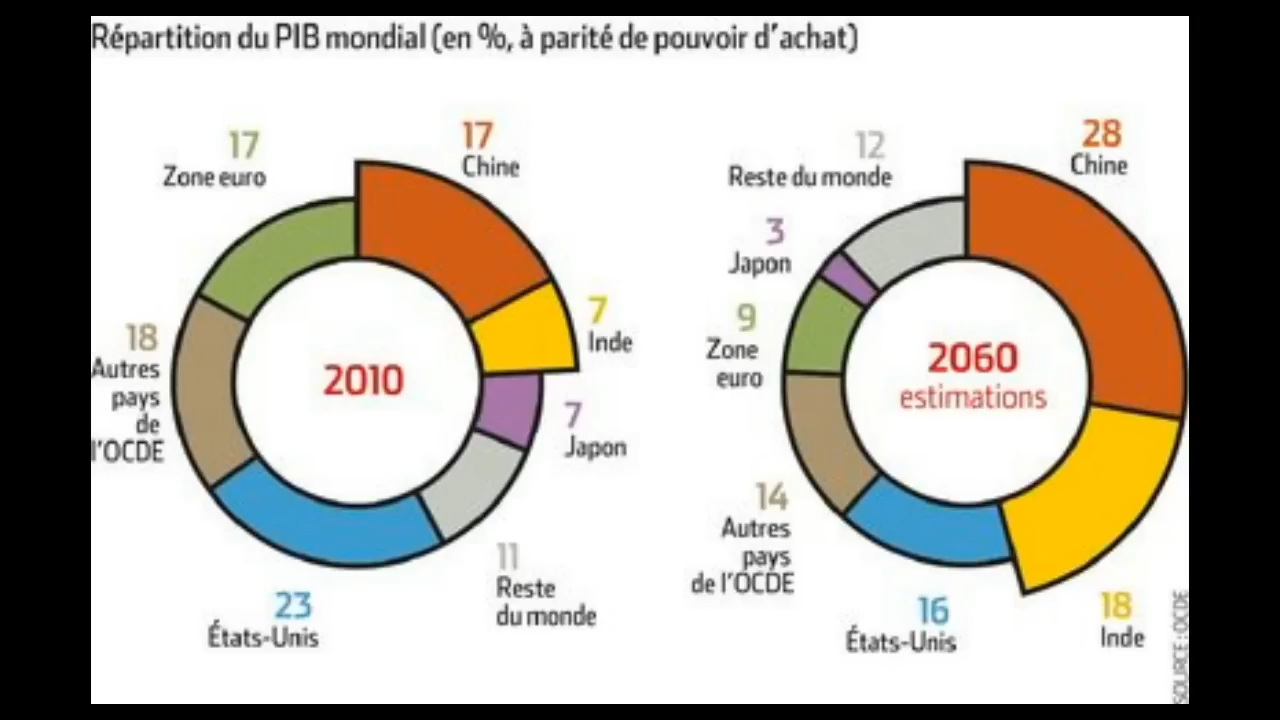 Répartition du PIB mondial (en %, à parité de pouvoir d'achat)
17
Zone euro
17
Chine
7
Inde
7
Japon
11
Reste
du monde
23
États-Unis
18
Autres
pays
de
l'OCDE
2010
12
Reste du monde
28
Chine
3
Japon
9
Zone
euro
14
Autres
pays
de l'OCDE
16
États-Unis
18
Inde
2060
estimations
SOURCE : OCDE